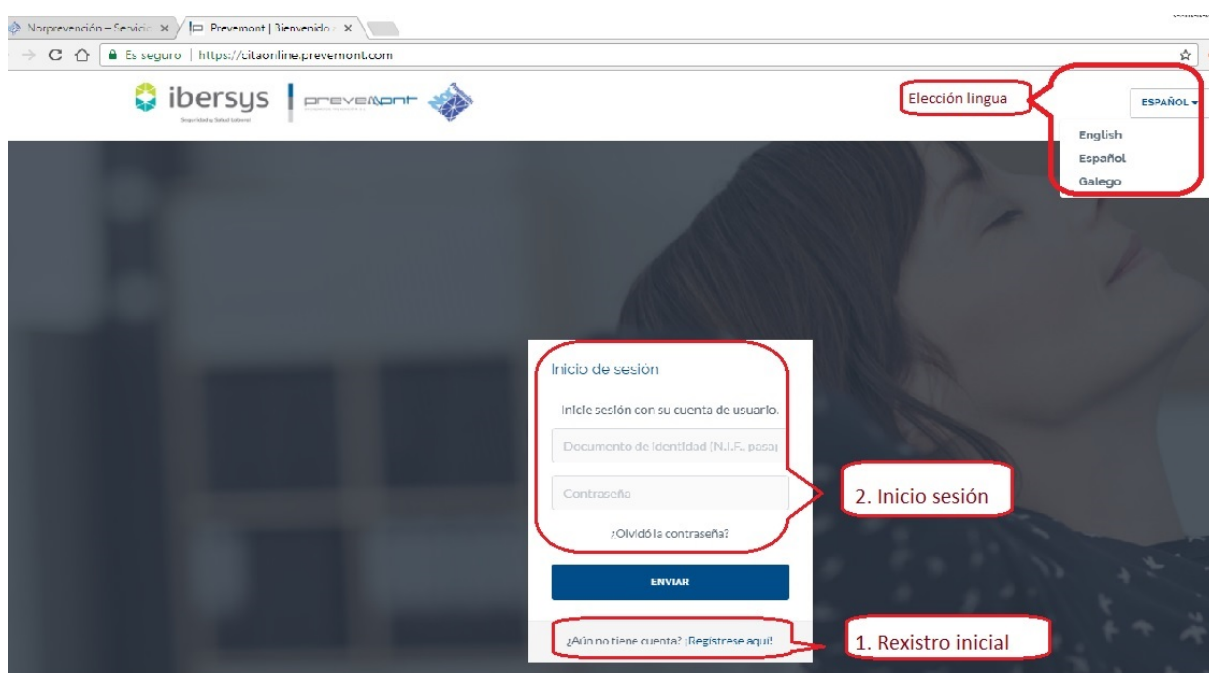 Norprevención – Servicio
Prevemont | Bienvenido
Es seguro | https://citaonline.prevemont.com
ibersys
Seguridad y Salud Laboral
prevemont
Elección lingua
ESPAÑOL
English
Español
Galego
Inicio de sesión
Inicie sesión con su cuenta de usuario.
Documento de identidad (N.I.F., pasap
Contraseña
¿Olvidó la contraseña?
2. Inicio sesión
ENVIAR
¿Aún no tiene cuenta? ¡Regístrese aquí!
1. Rexistro inicial